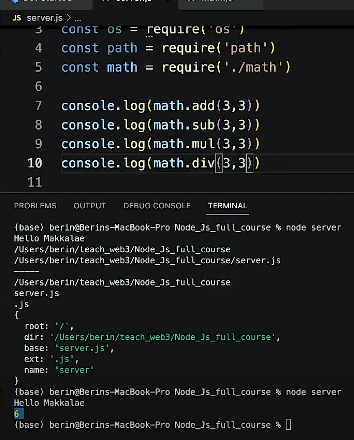 JS server.js > ...
3 const os = require('os')
4 const path = require('path')
5 const math = require('./math')
6
7 console.log(math.add(3,3))
8 console.log(math.sub(3,3))
9 console.log(math.mul(3,3))
10 console.log(math.div(3,3))
11
PROBLEMS OUTPUT DEBUG CONSOLE TERMINAL
(base) berin@Berins-MacBook-Pro Node_Js_full_course % node server
Hello Makkalae
/Users/berin/teach_web3/Node_Js_full_course
/Users/berin/teach_web3/Node_Js_full_course/server.js
-----
/Users/berin/teach_web3/Node_Js_full_course
server.js
.js
{
root: '/',
dir: '/Users/berin/teach_web3/Node_Js_full_course',
base: 'server.js',
ext: '.js',
name: 'server'
}
(base) berin@Berins-MacBook-Pro Node_Js_full_course % node server
Hello Makkalae
6
(base) berin@Berins-MacBook-Pro Node_Js_full_course %